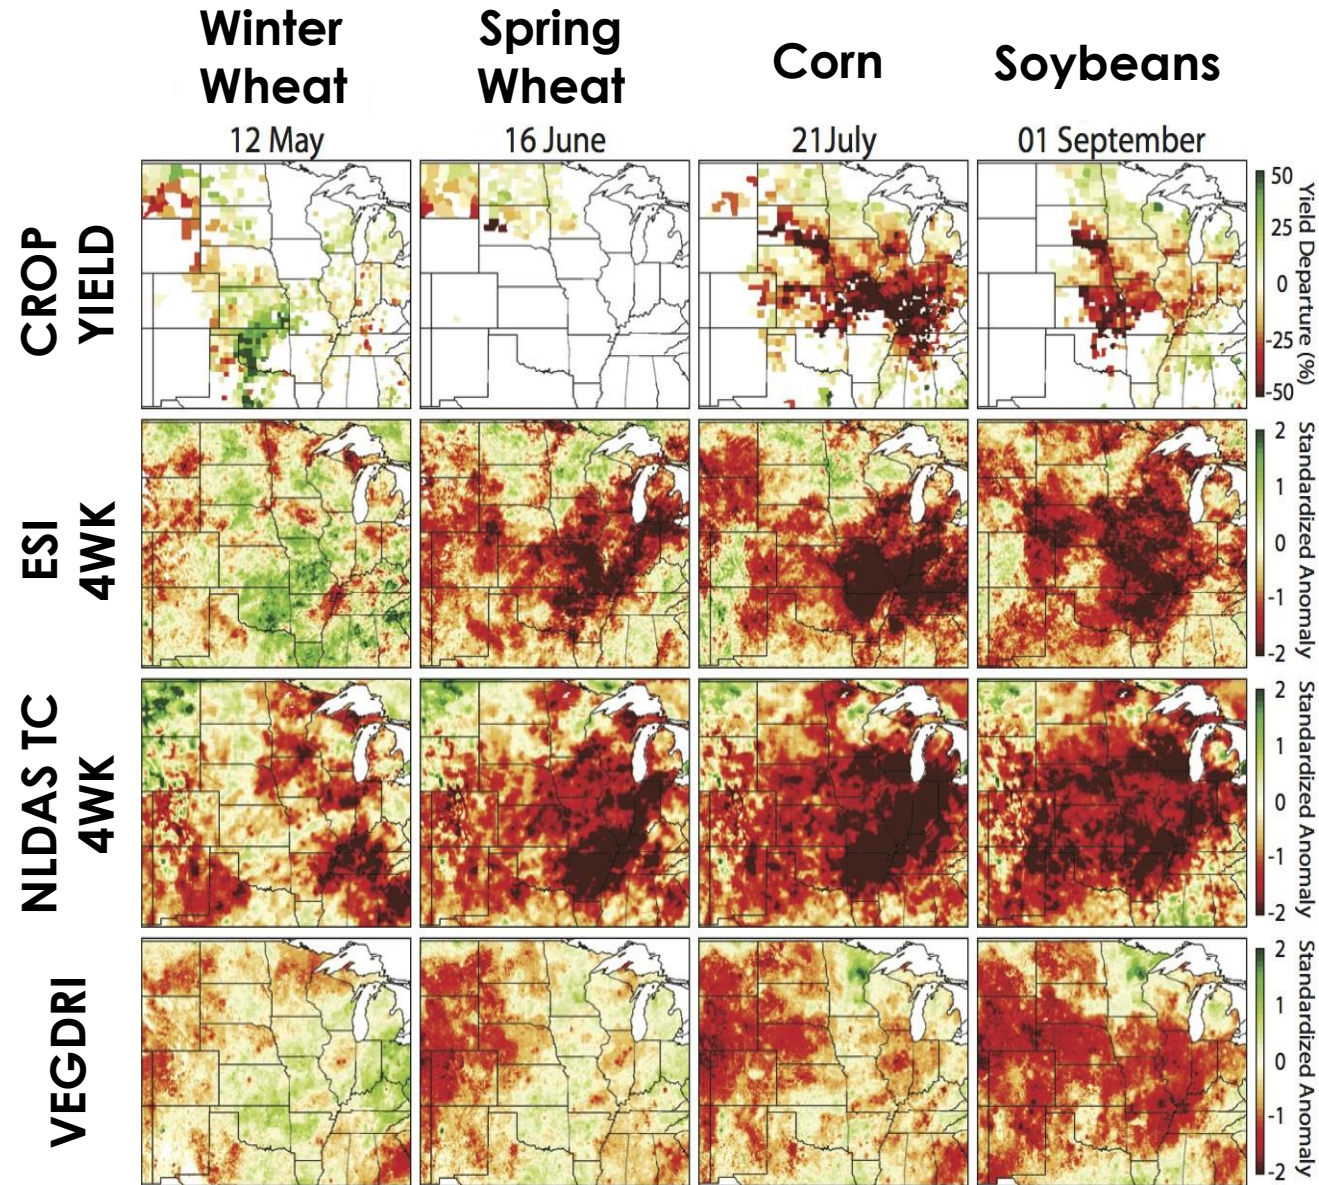 Winter
Wheat
Spring
Wheat
Corn
Soybeans
12 May
16 June
21July
01 September
CROP
YIELD
50
25
0
-25
-50
Yield Departure (%)
ESI
4WK
2
1
0
-1
-2
Standardized Anomaly
NLDAS TC
4WK
2
1
0
-1
-2
Standardized Anomaly
VEGDRI
2
1
0
-1
-2
Standardized Anomaly